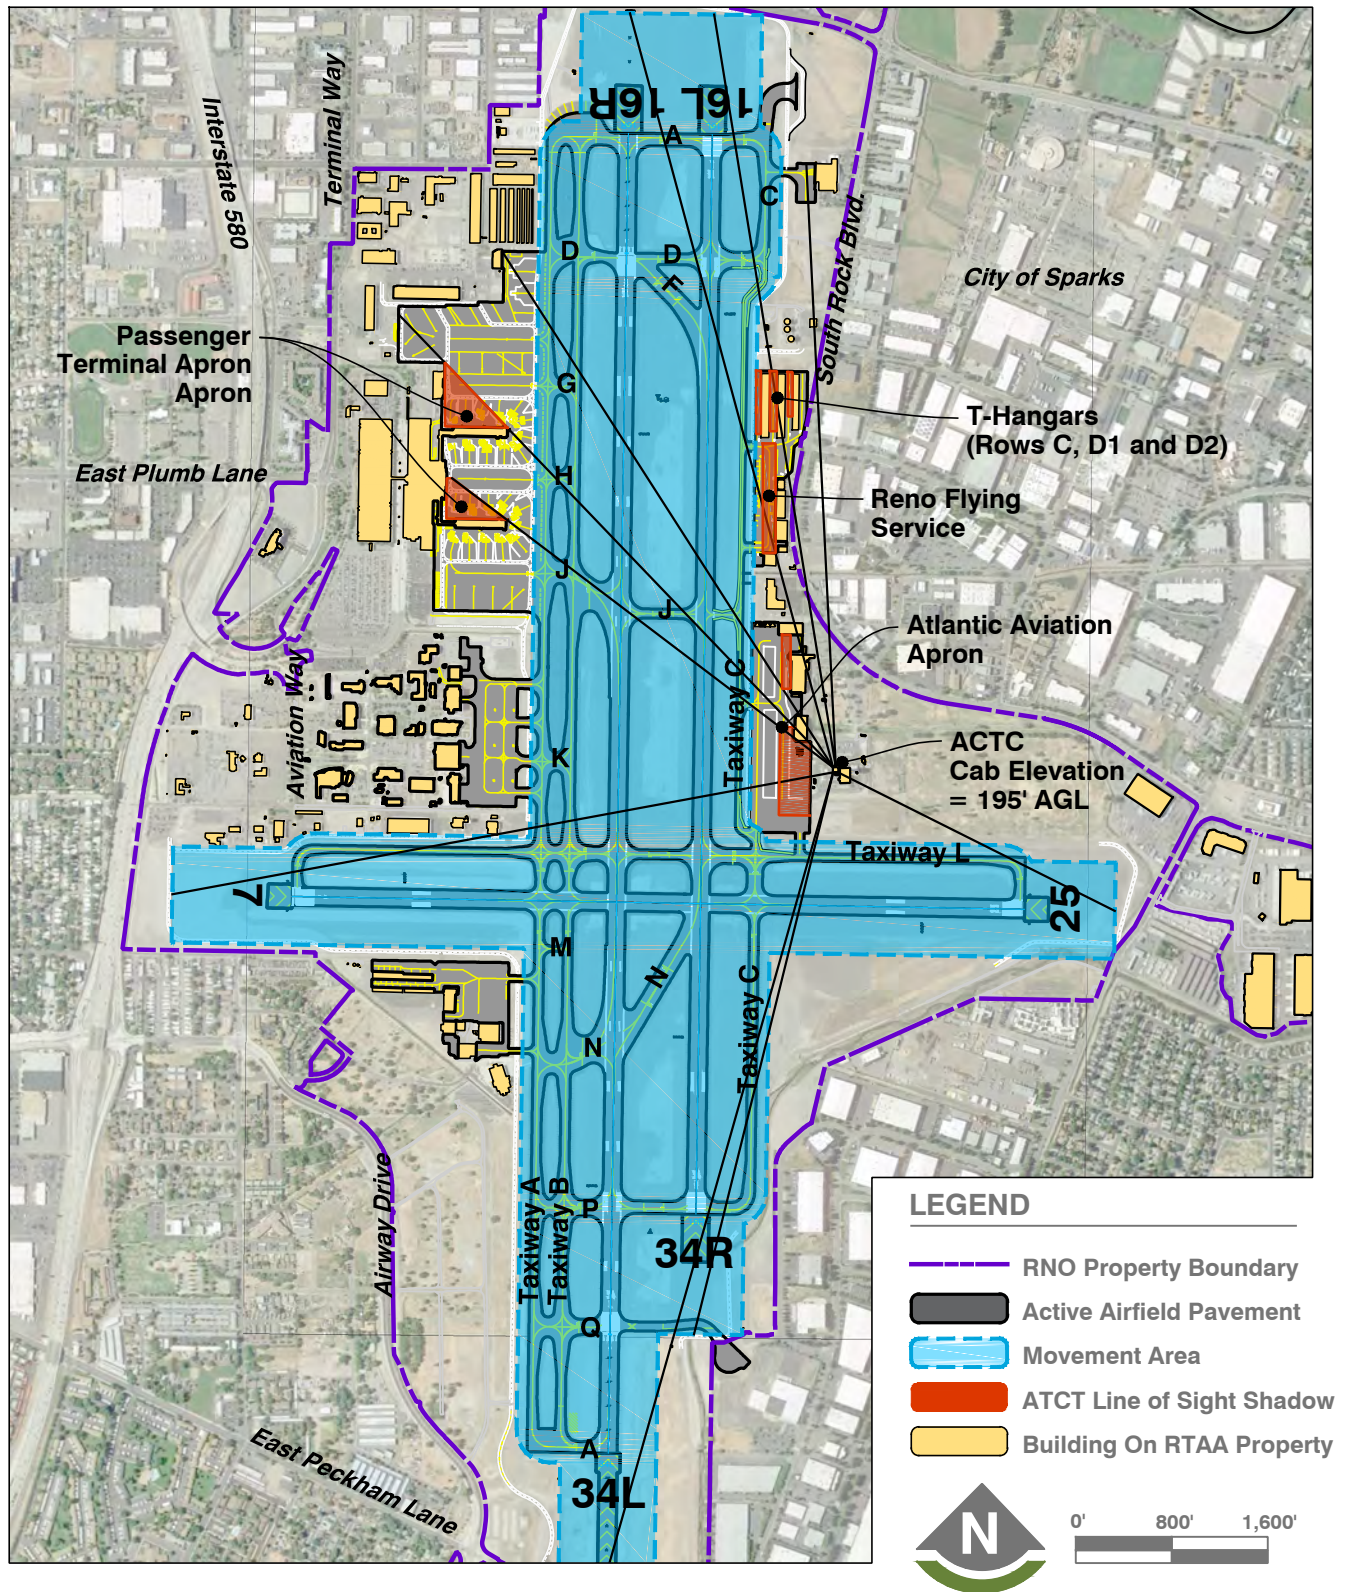 16R
16L
A
Interstate 580
Terminal Way
C
South Rock Blvd.
D
D
F
City of Sparks
Passenger
Terminal Apron
Apron
G
T-Hangars
(Rows C, D1 and D2)
East Plumb Lane
H
Reno Flying
Service
J
J
Atlantic Aviation
Apron
Aviation Way
Taxiway C
K
ACTC
Cab Elevation
= 195' AGL
Taxiway L
7
25
M
N
Taxiway C
N
Airway Drive
Taxiway A
Taxiway B
P
34R
Q
A
34L
East Peckham Lane
LEGEND
RNO Property Boundary
Active Airfield Pavement
Movement Area
ATCT Line of Sight Shadow
Building On RTAA Property
N
0'
800'
1,600'